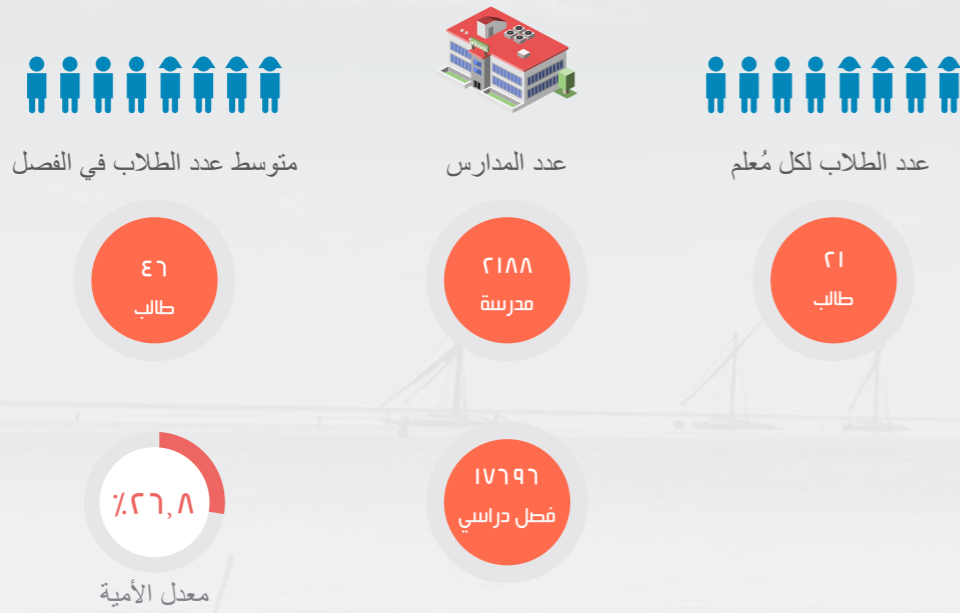 عدد الطلاب لكل مُعلم
٢١
طالب
عدد المدارس
٢١٨٨
مدرسة
١٧٦٩٦
فصل دراسي
متوسط عدد الطلاب في الفصل
٤٦
طالب
٢٦,٨٪
معدل الأمية